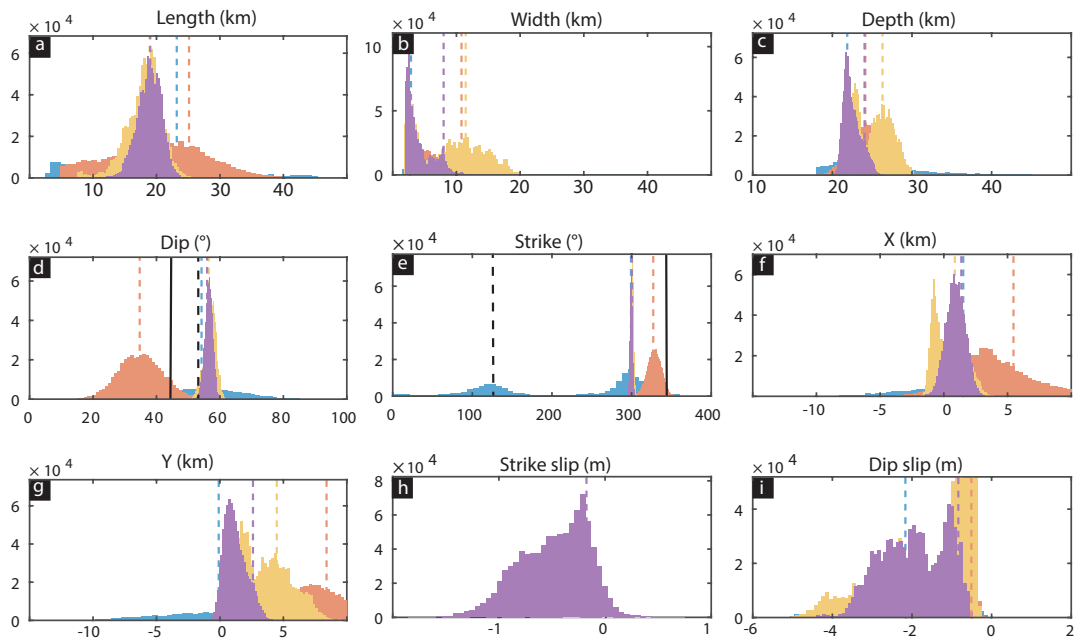 Length (km) Width (km) Depth (km)
× 10⁴ × 10⁴ × 10⁴
a b c
6 4 2 0
10 5 0
6 4 2 0
10 20 30 40
0 10 20 30 40
10 20 30 40
Dip (°) Strike (°) X (km)
× 10⁴ × 10⁴ × 10⁴
d e f
6 4 2 0
6 4 2 0
6 4 2 0
0 20 40 60 80 100
0 100 200 300 400
-10 -5 0 5
Y (km) Strike slip (m) Dip slip (m)
× 10⁴ × 10⁴ × 10⁴
g h i
6 4 2 0
8 6 4 2 0
4 2 0
-10 -5 0 5
-1 0 1
-6 -4 -2 0 2